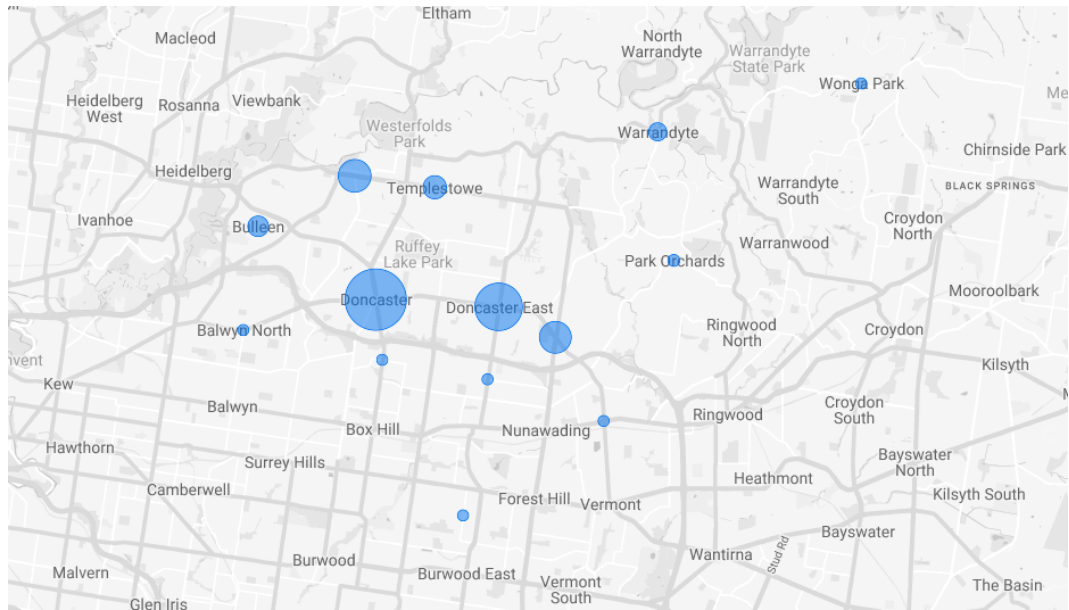 Eltham
Macleod
North
Warrandyte
Warrandyte
State Park
Wonga Park
Heidelberg
West
Rosanna
Viewbank
Westerfolds
Park
Warrandyte
Chirnside Park
Heidelberg
Templestowe
Warrandyte
South
BLACK SPRINGS
Ivanhoe
Bulleen
Croydon
North
Ruffey
Lake Park
Warranwood
Park Orchards
Mooroolbark
Doncaster
Doncaster East
Balwyn North
Ringwood
North
Croydon
Kilsyth
Kew
Balwyn
Ringwood
Croydon
South
Box Hill
Nunawading
Hawthorn
Surrey Hills
Bayswater
North
Heathmont
Camberwell
Forest Hill
Vermont
Kilsyth South
Bayswater
Burwood
Wantirna
Stud Rd
Malvern
Burwood East
Vermont
South
The Basin
Glen Iris